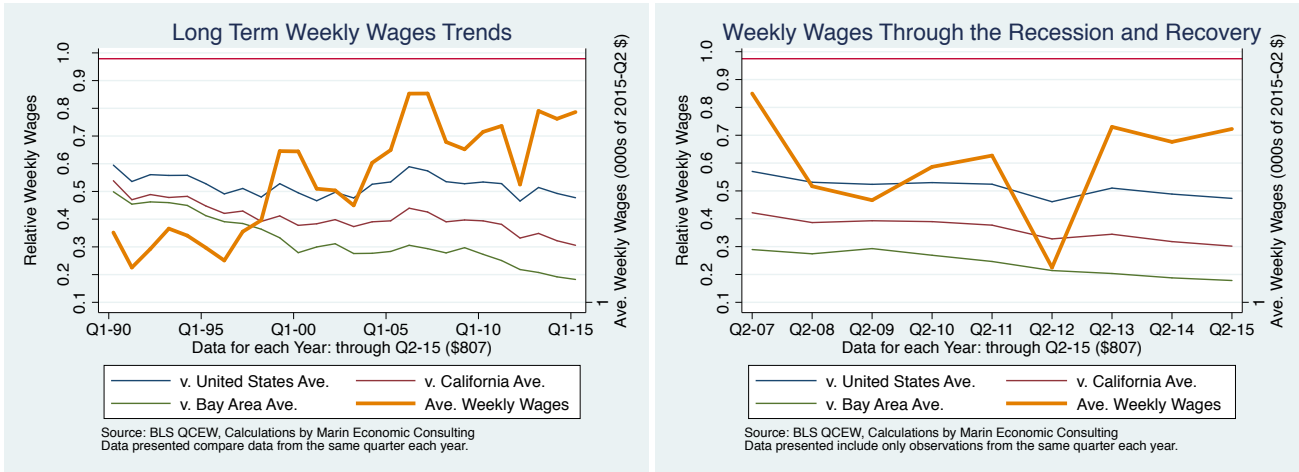 Long Term Weekly Wages Trends
Relative Weekly Wages
1.0
0.9
0.8
0.7
0.6
0.5
0.4
0.3
0.2
0.1
1
Ave. Weekly Wages (000s of 2015-Q2 $)
Q1-90 Q1-95 Q1-00 Q1-05 Q1-10 Q1-15
Data for each Year: through Q2-15 ($807)
v. United States Ave. v. California Ave.
v. Bay Area Ave. Ave. Weekly Wages
Source: BLS QCEW, Calculations by Marin Economic Consulting
Data presented compare data from the same quarter each year.
Weekly Wages Through the Recession and Recovery
Relative Weekly Wages
1.0
0.9
0.8
0.7
0.6
0.5
0.4
0.3
0.2
0.1
1
Ave. Weekly Wages (000s of 2015-Q2 $)
Q2-07 Q2-08 Q2-09 Q2-10 Q2-11 Q2-12 Q2-13 Q2-14 Q2-15
Data for each Year: through Q2-15 ($807)
v. United States Ave. v. California Ave.
v. Bay Area Ave. Ave. Weekly Wages
Source: BLS QCEW, Calculations by Marin Economic Consulting
Data presented include only observations from the same quarter each year.